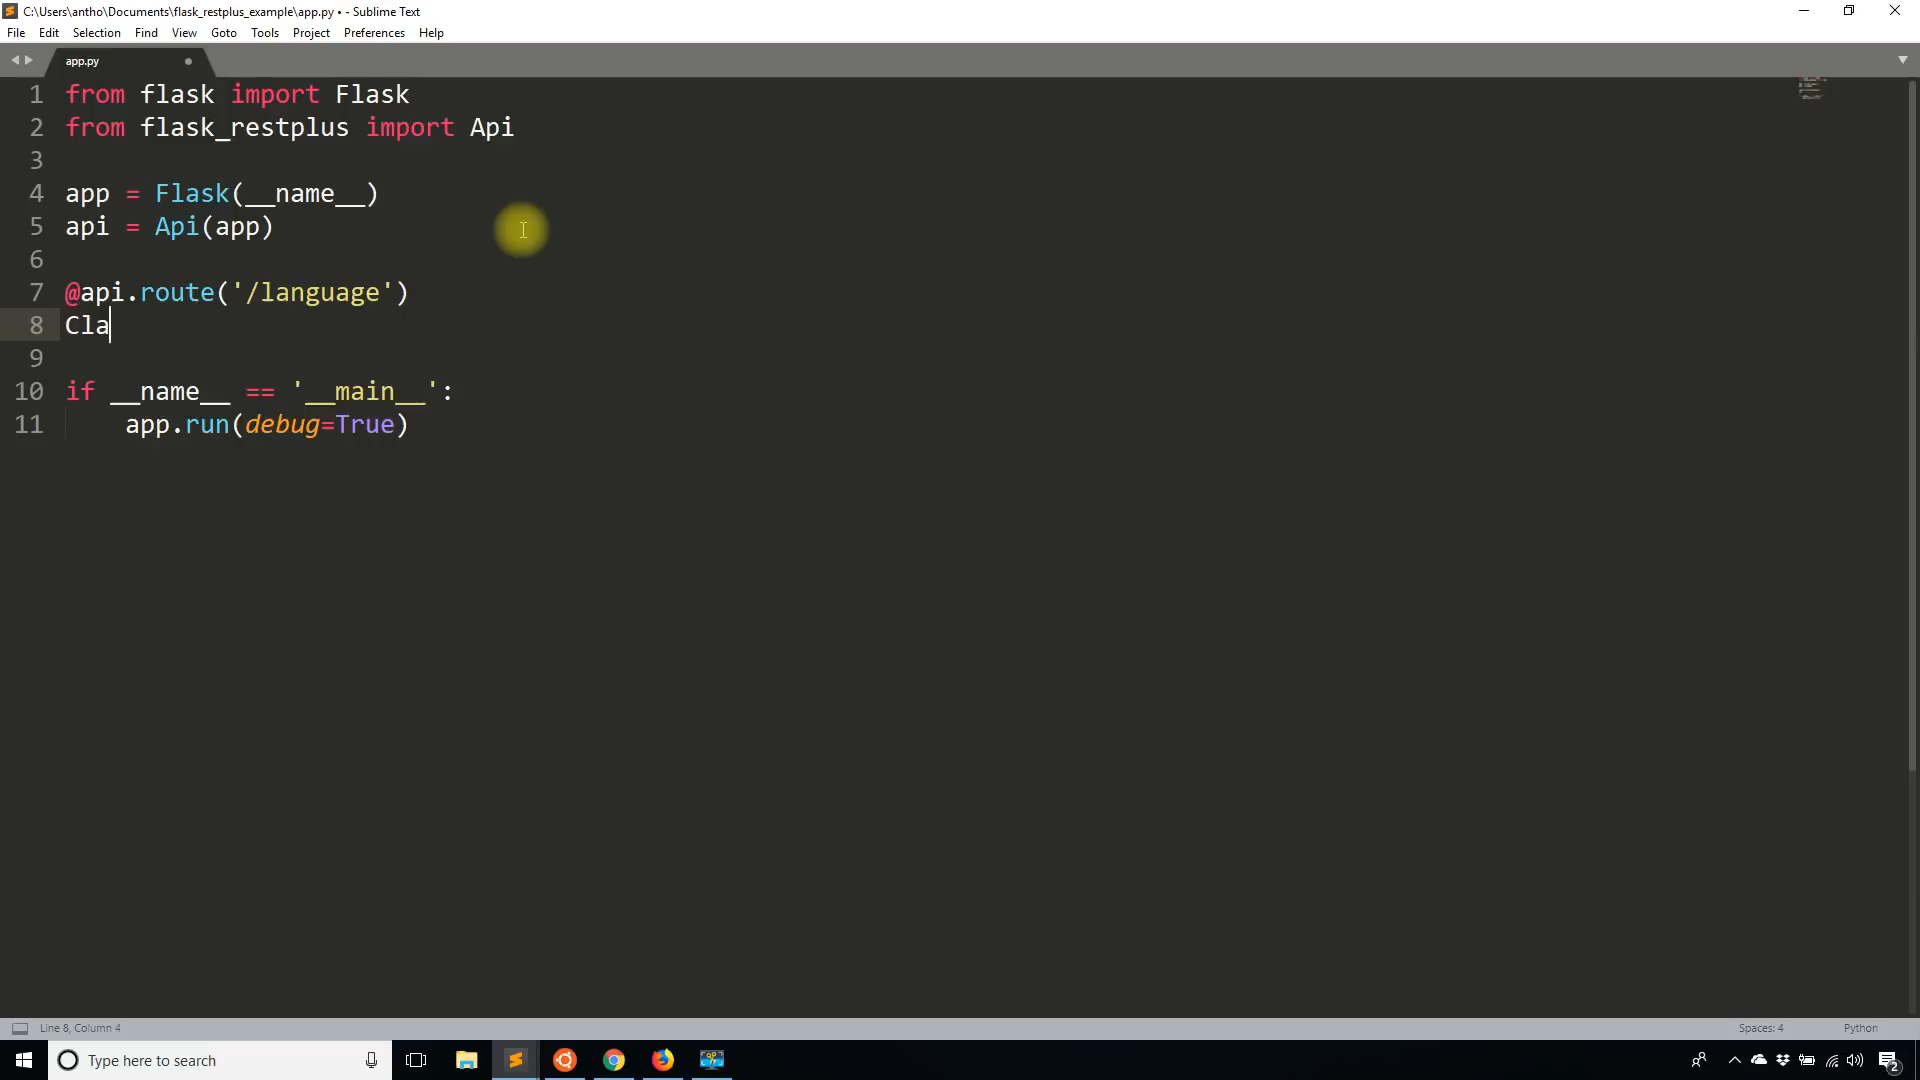 C:\Users\antho\Documents\flask_restplus_example\app.py • - Sublime Text
File Edit Selection Find View Goto Tools Project Preferences Help
app.py
1 from flask import Flask
2 from flask_restplus import Api
3
4 app = Flask(__name__)
5 api = Api(app)
6
7 @api.route('/language')
8 Cla
9
10 if __name__ == '__main__':
11     app.run(debug=True)
Line 8, Column 4 Spaces: 4 Python
Type here to search 2